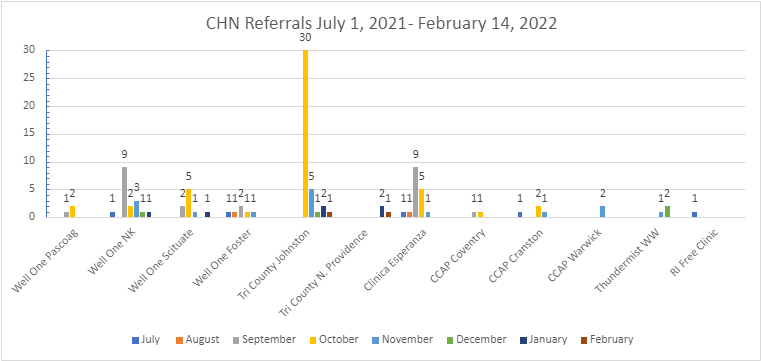 CHN Referrals July 1, 2021- February 14, 2022
30
25
20
15
10
5
0
1 2
1 9 2 3 1 1
2 5 1 1
1 1 2 1 1
30 5 1 2 1
2 1
1 1 9 5 1
1 1
1 2 1
2
1 2
1
Well One Pascoag
Well One NK
Well One Scituate
Well One Foster
Tri County Johnston
Tri County N. Providence
Clinica Esperanza
CCAP Coventry
CCAP Cranston
CCAP Warwick
Thundermist WW
RI Free Clinic
July August September October November December January February